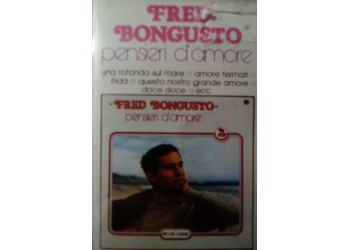 FRED
BONGUSTO
pensieri d'amore
una rotonda sul mare ♡ amore fermati ♡
frida ♡ questo nostro grande amore ♡
doce doce ♡ ecc.
FRED BONGUSTO
pensieri d'amore